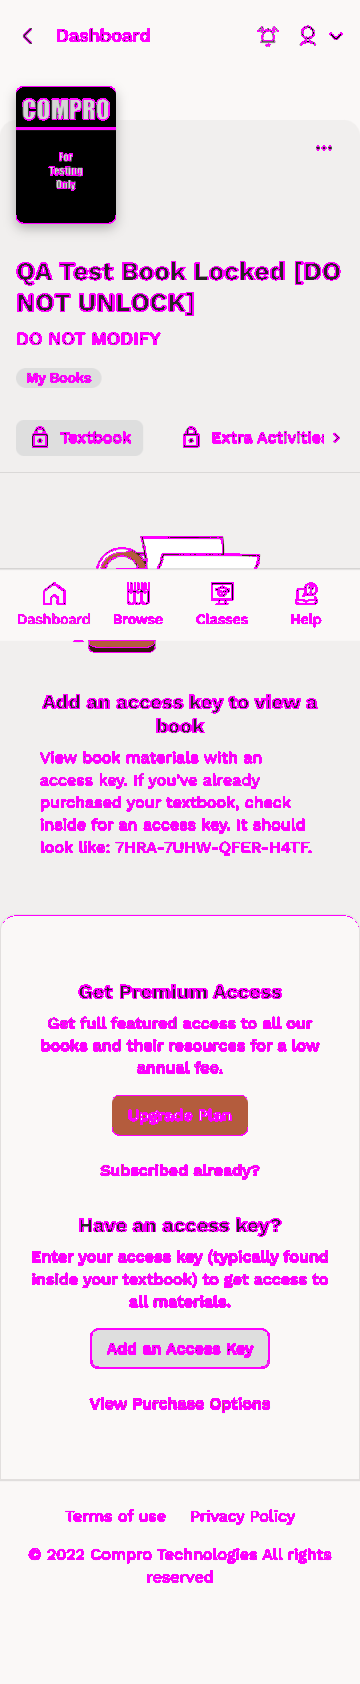 Dashboard
COMPRO
For
Testing
Only
QA Test Book Locked [DO
NOT UNLOCK]
DO NOT MODIFY
My Books
Textbook
Extra Activities
Dashboard
Browse
Classes
Help
Add an access key to view a
book
View book materials with an
access key. If you've already
purchased your textbook, check
inside for an access key. It should
look like: 7HRA-7UHW-QFER-H4TF.
Get Premium Access
Get full featured access to all our
books and their resources for a low
annual fee.
Upgrade Plan
Subscribed already?
Have an access key?
Enter your access key (typically found
inside your textbook) to get access to
all materials.
Add an Access Key
View Purchase Options
Terms of use Privacy Policy
© 2022 Compro Technologies All rights
reserved